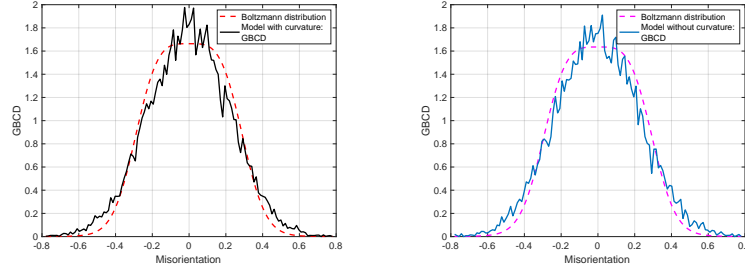 2
1.8
1.6
1.4
1.2
1
0.8
0.6
0.4
0.2
0
GBCD
-0.8 -0.6 -0.4 -0.2 0 0.2 0.4 0.6 0.8
Misorientation
Boltzmann distribution
Model with curvature:
GBCD
2
1.8
1.6
1.4
1.2
1
0.8
0.6
0.4
0.2
0
GBCD
-0.8 -0.6 -0.4 -0.2 0 0.2 0.4 0.6 0.8
Misorientation
Boltzmann distribution
Model without curvature:
GBCD